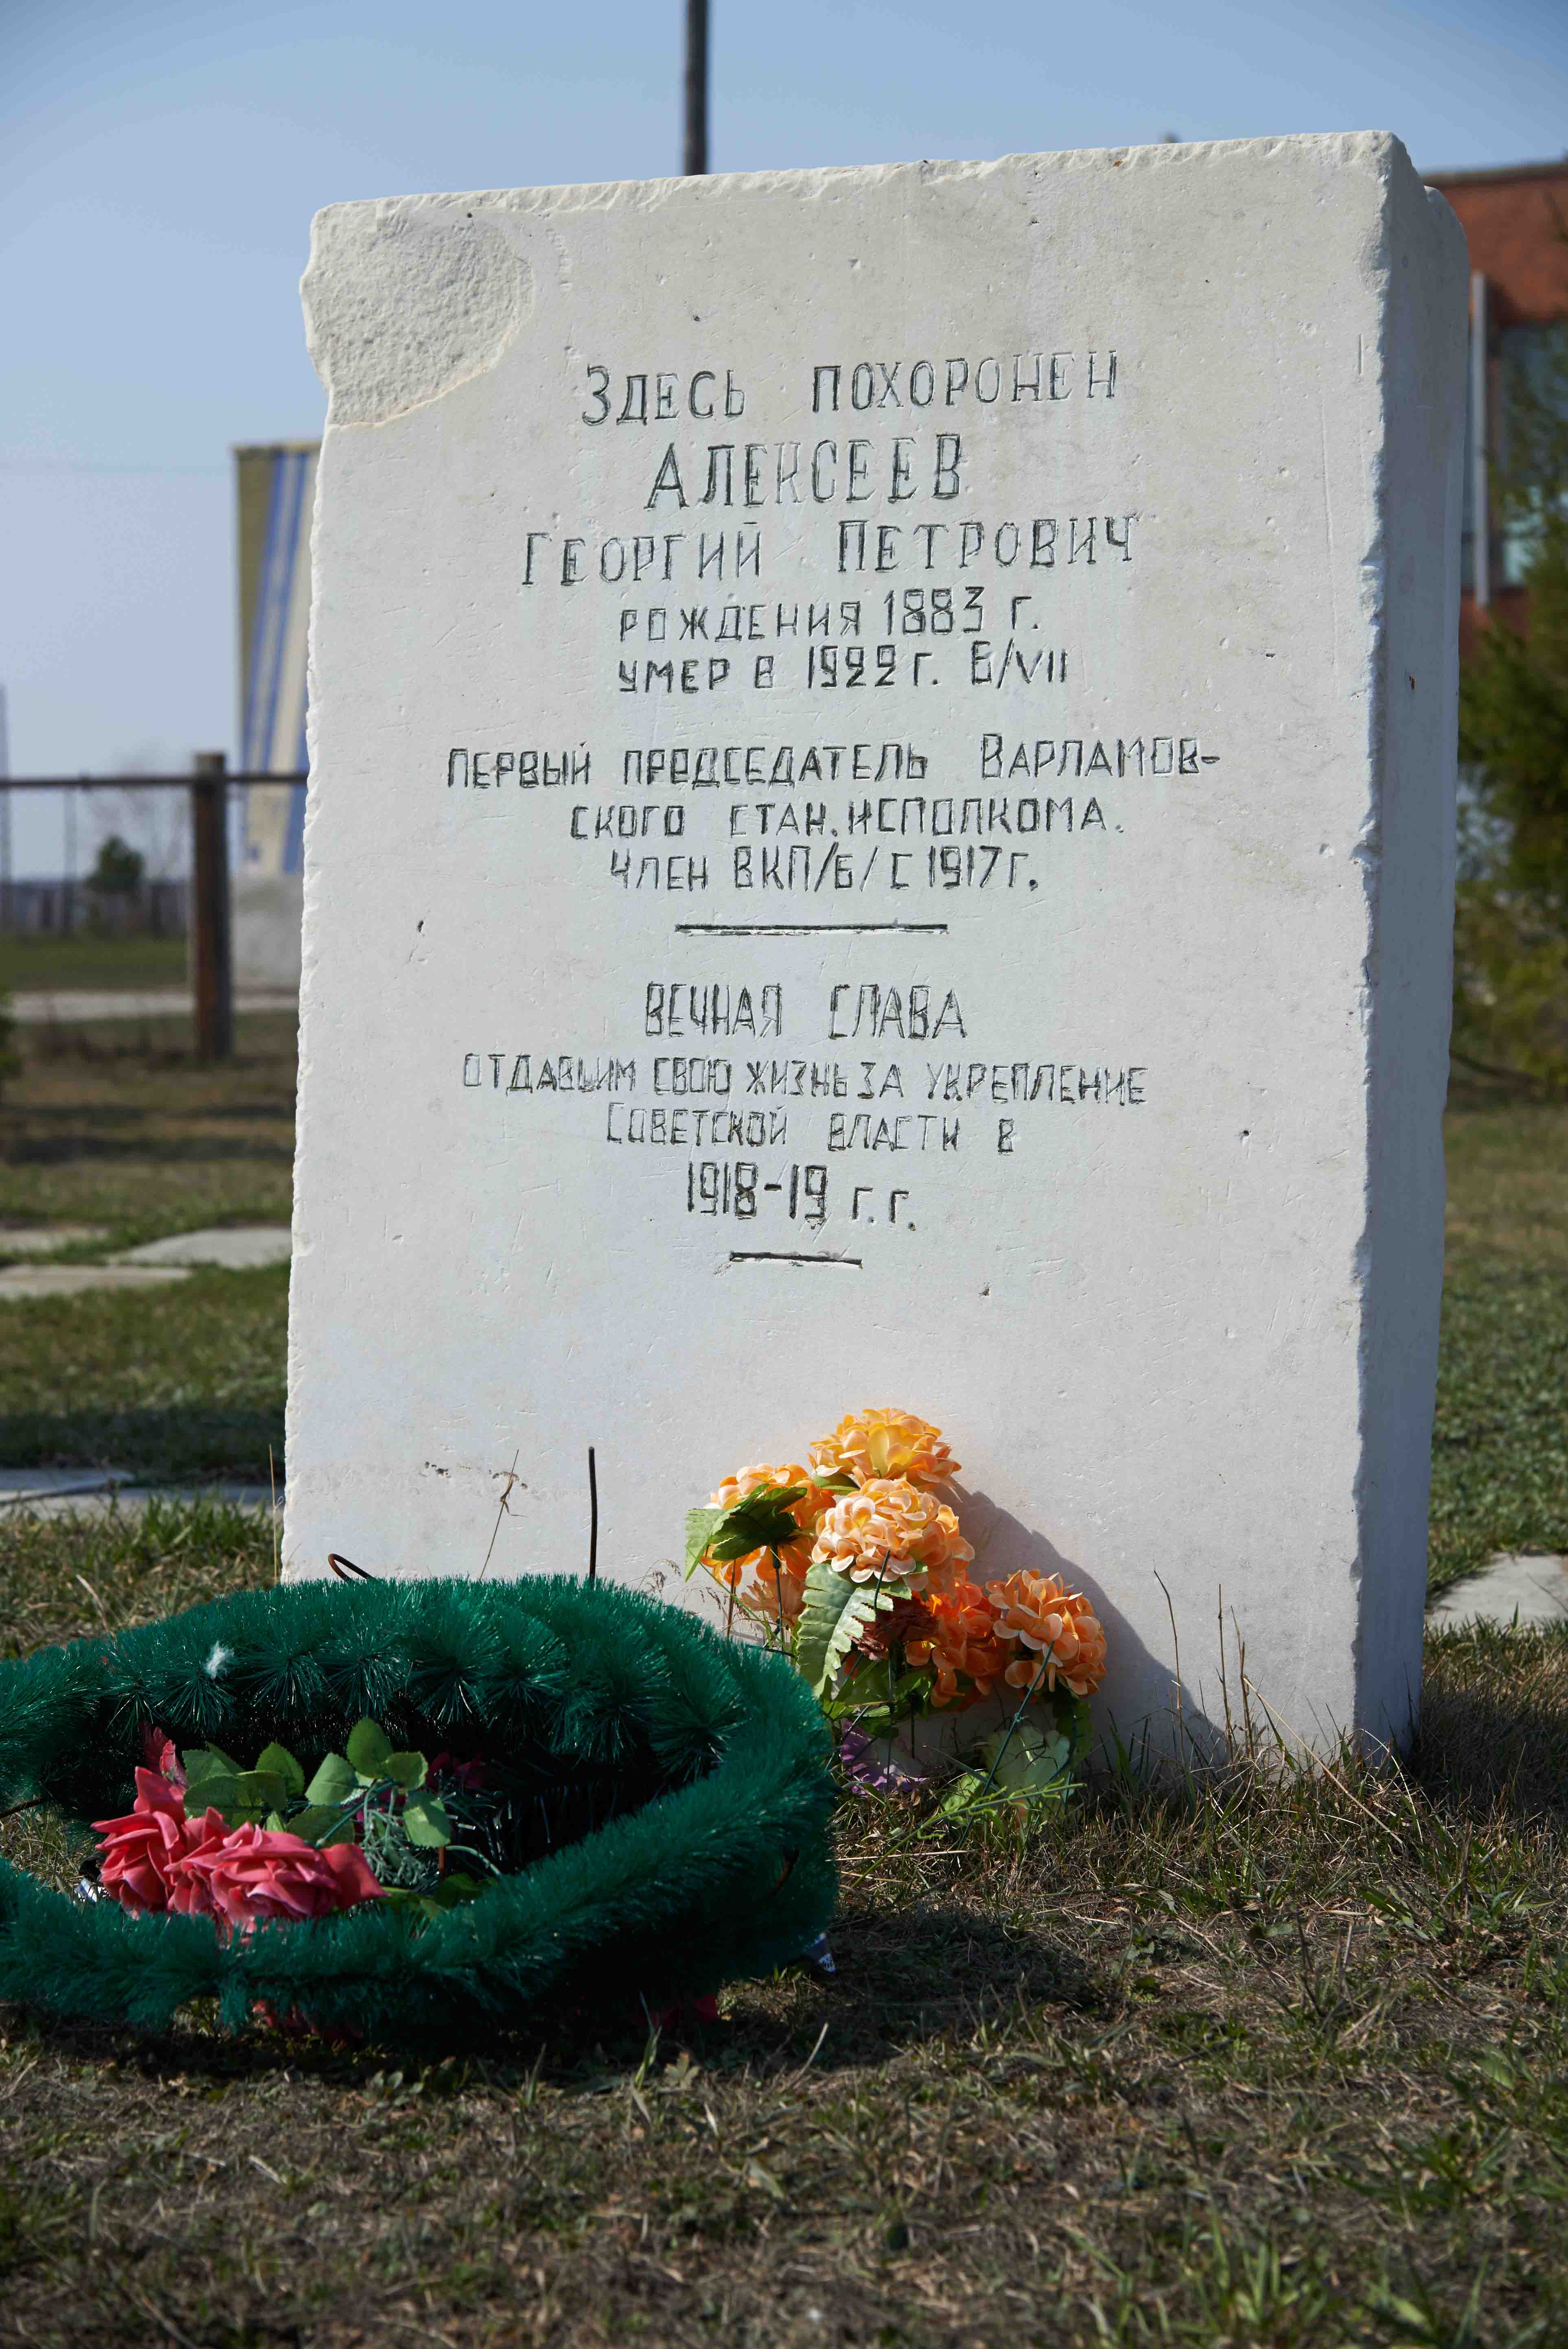 Здесь похоронен
АЛЕКСЕЕВ
Георгий Петрович
рождения 1883 г.
умер в 1922 г. 6/VII
Первый председатель Варламов-
ского стан. исполкома.
Член ВКП/б/ с 1917 г.
ВЕЧНАЯ СЛАВА
отдавшим свою жизнь за укрепление
Советской власти в
1918-19 г.г.